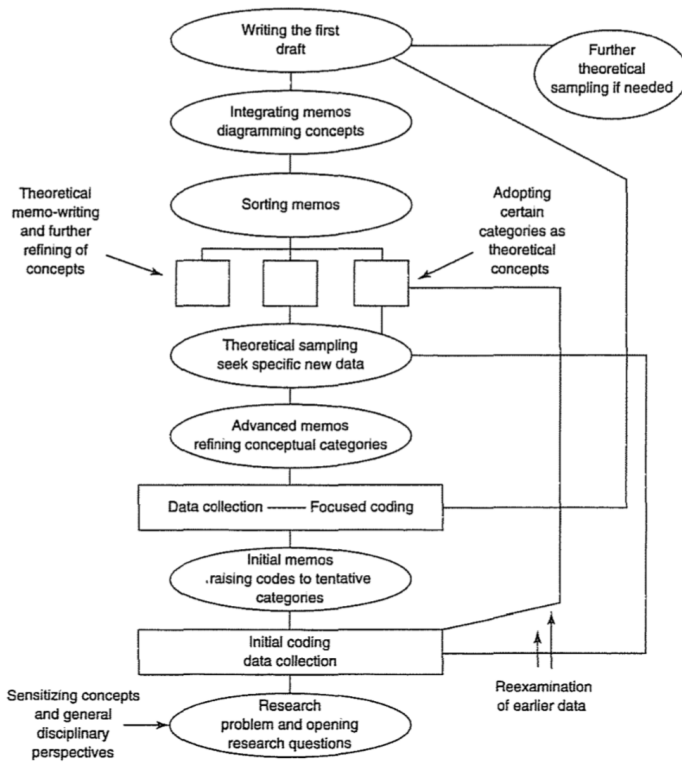 Writing the first
draft
Further
theoretical
sampling if needed
Integrating memos
diagramming concepts
Theoretical
memo-writing
and further
refining of
concepts
Sorting memos
Adopting
certain
categories as
theoretical
concepts
Theoretical sampling
seek specific new data
Advanced memos
refining conceptual categories
Data collection ——— Focused coding
Initial memos
.raising codes to tentative
categories
Initial coding
data collection
Reexamination
of earlier data
Sensitizing concepts
and general
disciplinary
perspectives
Research
problem and opening
research questions